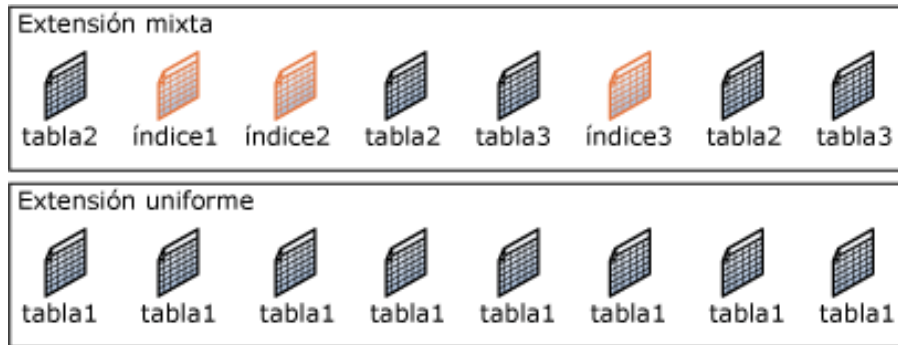 Extensión mixta
tabla2 índice1 índice2 tabla2 tabla3 índice3 tabla2 tabla3
Extensión uniforme
tabla1 tabla1 tabla1 tabla1 tabla1 tabla1 tabla1 tabla1